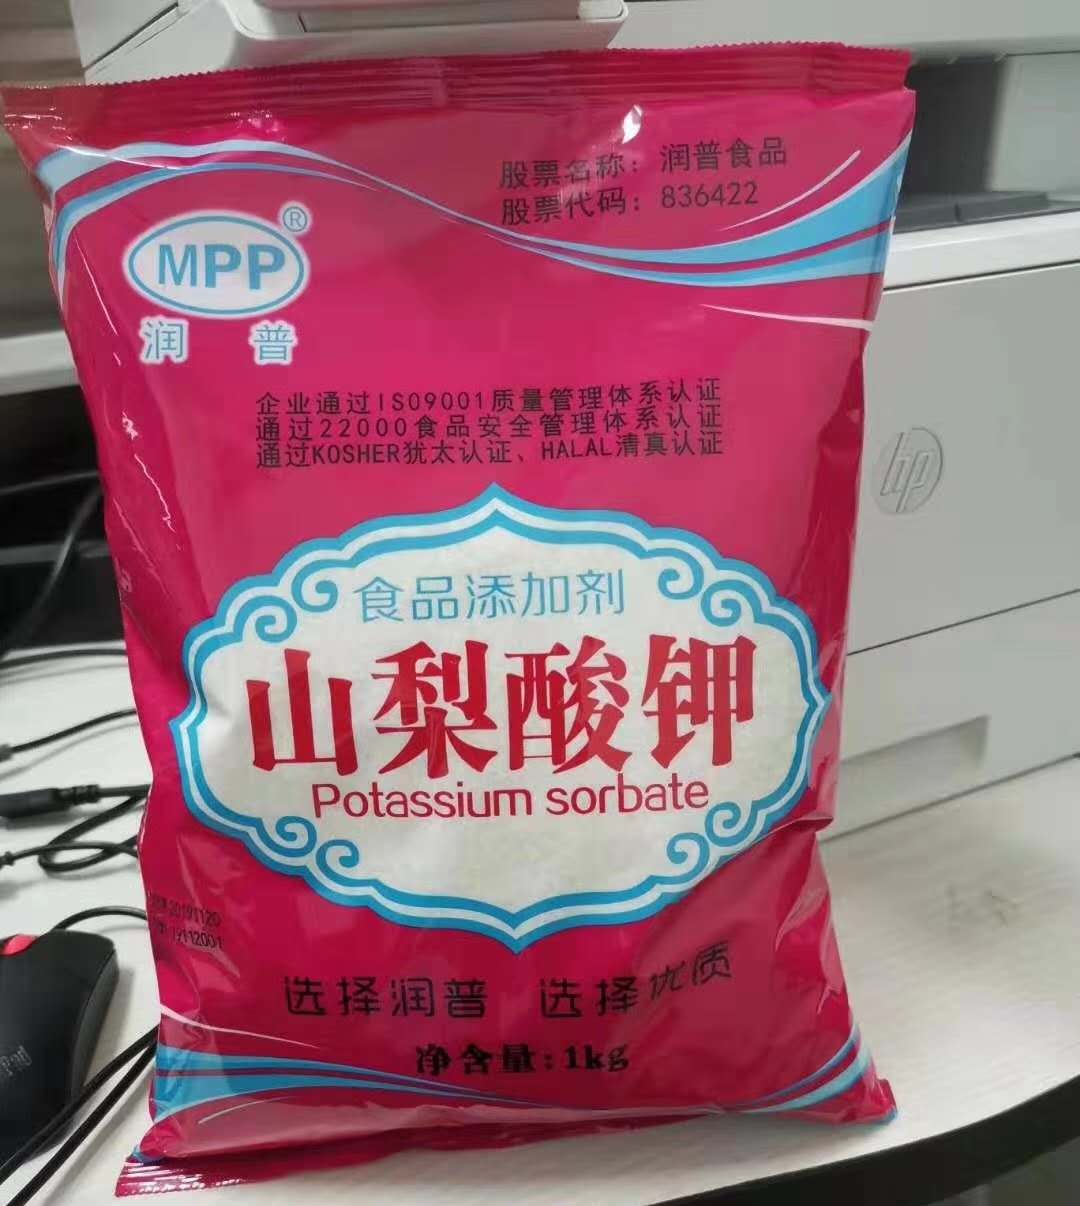 股票名称：润普食品
股票代码：836422
MPP®
润 普
企业通过ISO9001质量管理体系认证
通过22000食品安全管理体系认证
通过KOSHER犹太认证、HALAL清真认证
hp
食品添加剂
山梨酸钾
Potassium sorbate
20191120
19112001
选择润普 选择优质
净含量:1kg